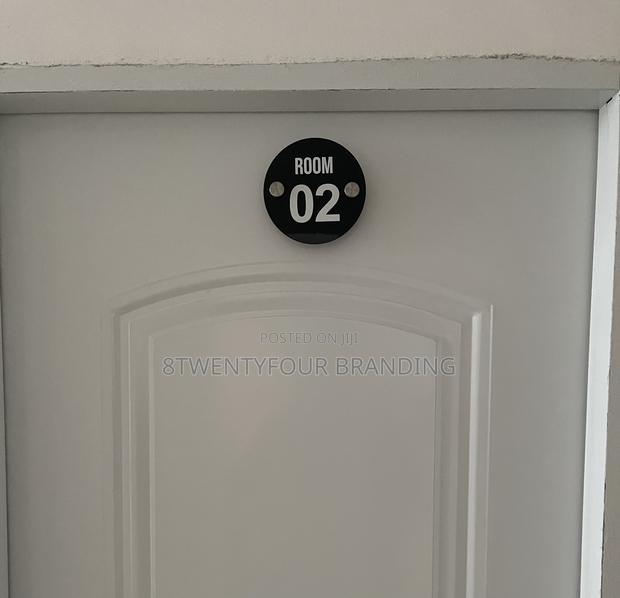 ROOM
02
POSTED ON JIJI
8TWENTYFOUR BRANDING